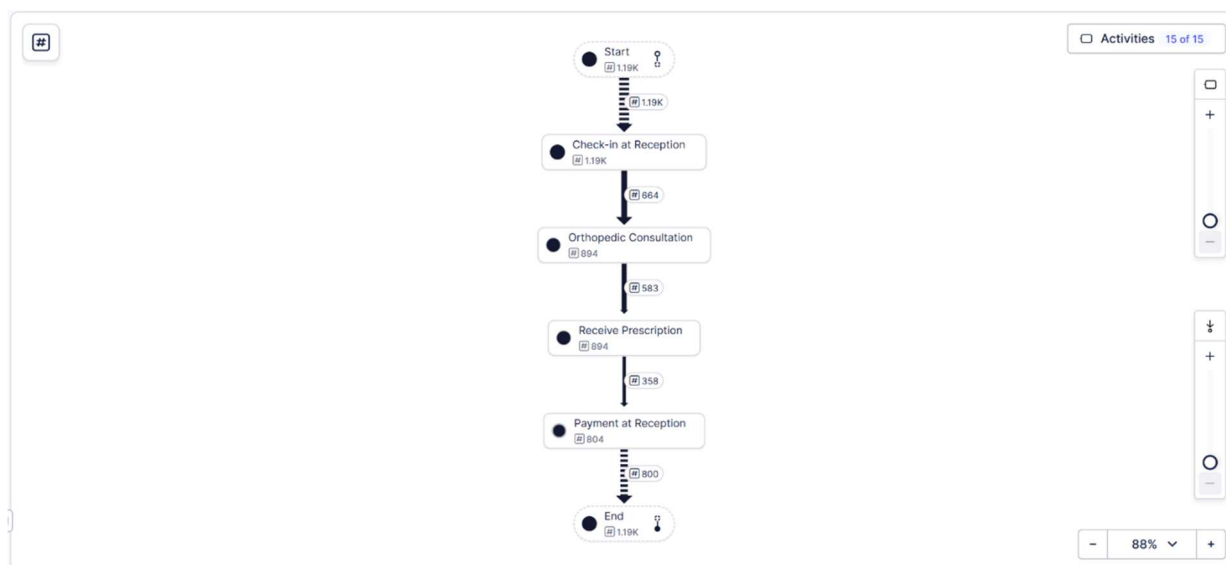 #
Activities 15 of 15
Start
# 1.19K
# 1.19K
Check-in at Reception
# 1.19K
# 664
Orthopedic Consultation
# 894
# 583
Receive Prescription
# 894
# 358
Payment at Reception
# 804
# 800
End
# 1.19K
+
−
+
−
− 88% +